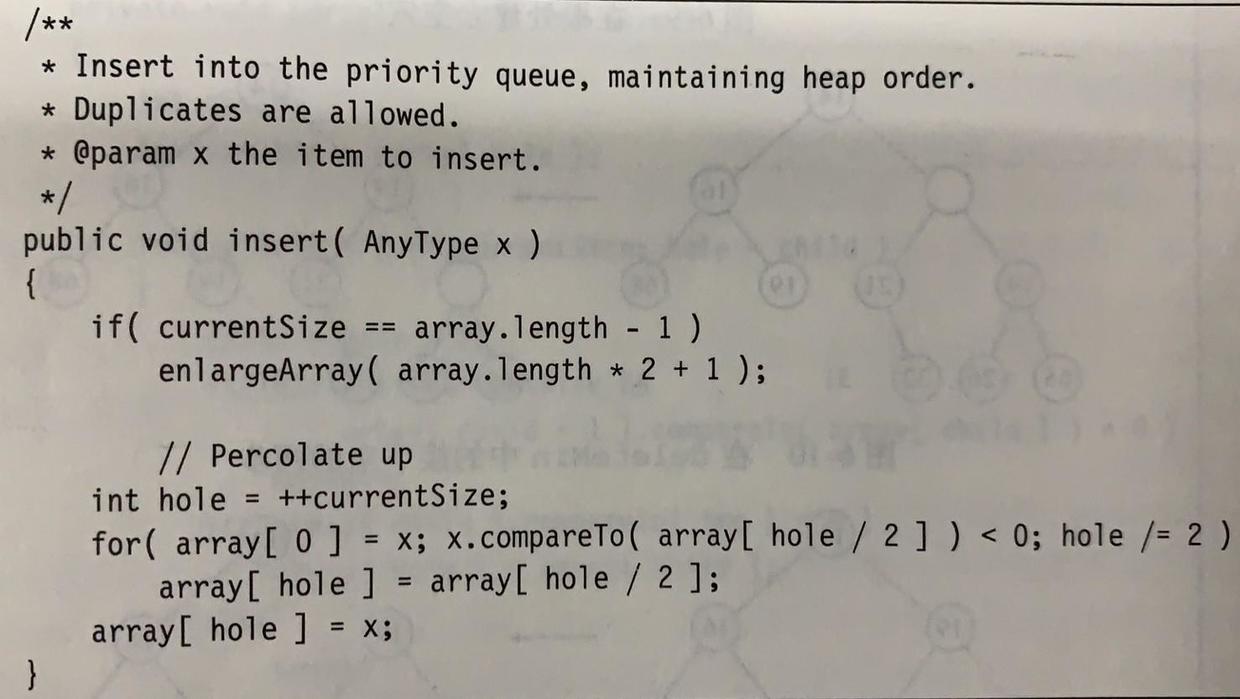 /**
 * Insert into the priority queue, maintaining heap order.
 * Duplicates are allowed.
 * @param x the item to insert.
 */
public void insert( AnyType x )
{
    if( currentSize == array.length - 1 )
        enlargeArray( array.length * 2 + 1 );

        // Percolate up
    int hole = ++currentSize;
    for( array[ 0 ] = x; x.compareTo( array[ hole / 2 ] ) < 0; hole /= 2 )
        array[ hole ] = array[ hole / 2 ];
    array[ hole ] = x;
}